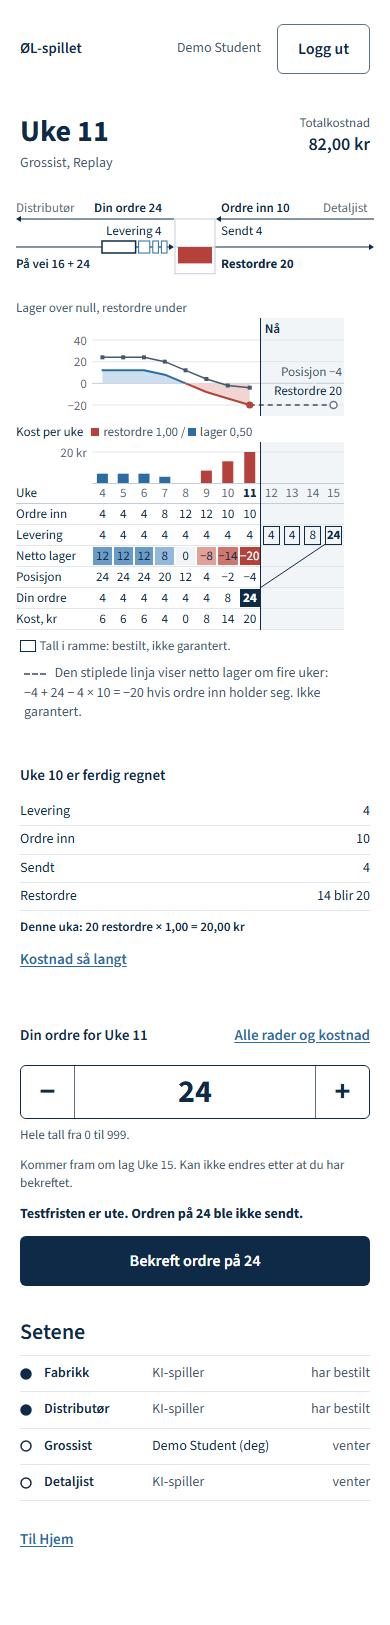 ØL-spillet Demo Student Logg ut
Uke 11 Totalkostnad
82,00 kr
Grossist, Replay
Distributør Din ordre 24 Ordre inn 10 Detaljist
Levering 4 Sendt 4
På vei 16 + 24 Restordre 20
Lager over null, restordre under
Nå
40
20
Posisjon −4
0
Restordre 20
−20
Kost per uke restordre 1,00 / lager 0,50
20 kr
Uke 4 5 6 7 8 9 10 11 12 13 14 15
Ordre inn 4 4 4 8 12 12 10 10
Levering 4 4 4 4 4 4 4 4 4 4 8 24
Netto lager 12 12 12 8 0 −8 −14 −20
Posisjon 24 24 24 20 12 4 −2 −4
Din ordre 4 4 4 4 4 4 8 24
Kost, kr 6 6 6 4 0 8 14 20
Tall i ramme: bestilt, ikke garantert.
Den stiplede linja viser netto lager om fire uker:
−4 + 24 − 4 × 10 = −20 hvis ordre inn holder seg. Ikke
garantert.
Uke 10 er ferdig regnet
Levering 4
Ordre inn 10
Sendt 4
Restordre 14 blir 20
Denne uka: 20 restordre × 1,00 = 20,00 kr
Kostnad så langt
Din ordre for Uke 11 Alle rader og kostnad
− 24 +
Hele tall fra 0 til 999.
Kommer fram om lag Uke 15. Kan ikke endres etter at du har
bekreftet.
Testfristen er ute. Ordren på 24 ble ikke sendt.
Bekreft ordre på 24
Setene
Fabrikk KI-spiller har bestilt
Distributør KI-spiller har bestilt
Grossist Demo Student (deg) venter
Detaljist KI-spiller venter
Til Hjem